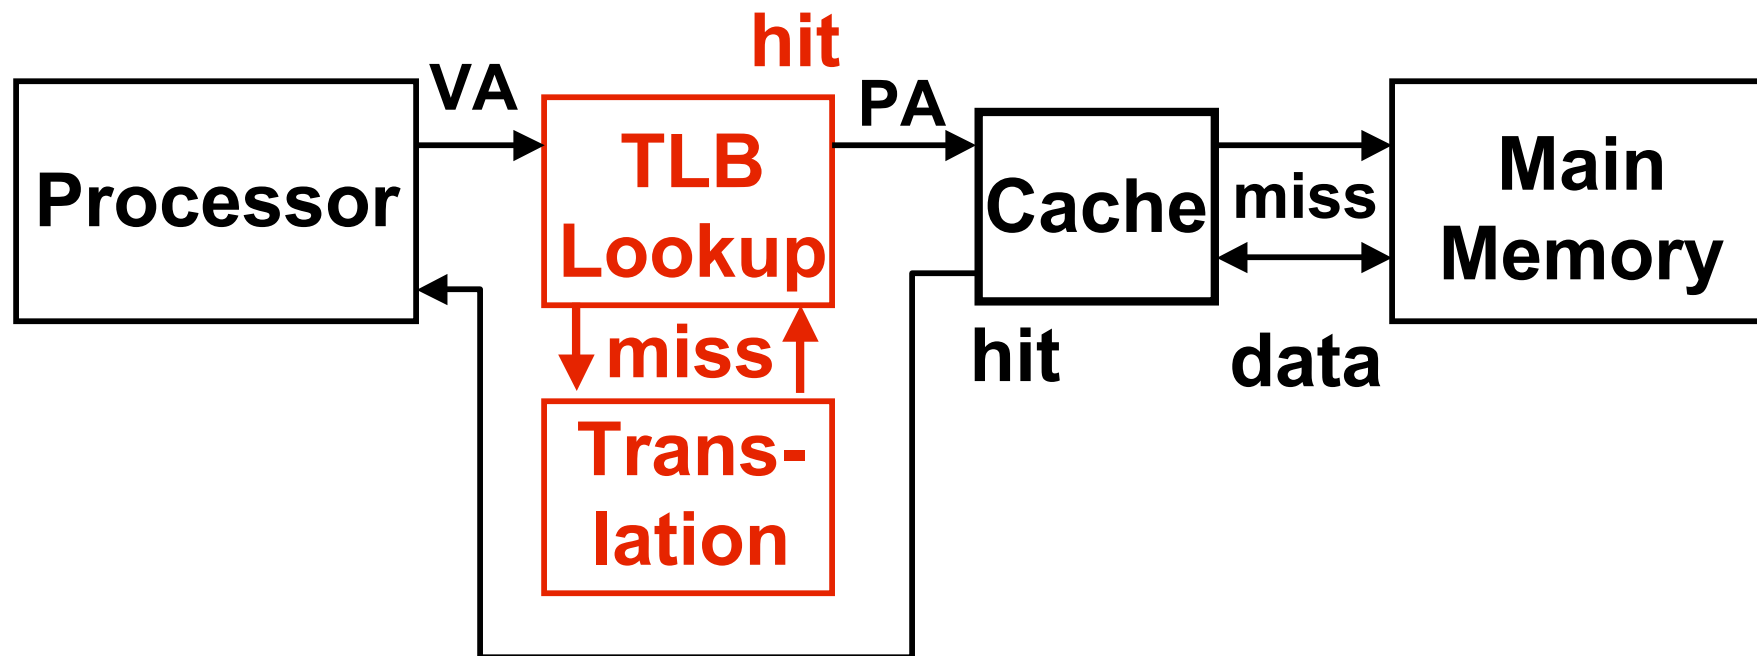 hit
VA
PA
Processor
TLB
Lookup
Cache
miss
Main
Memory
miss
hit
data
Trans-
lation